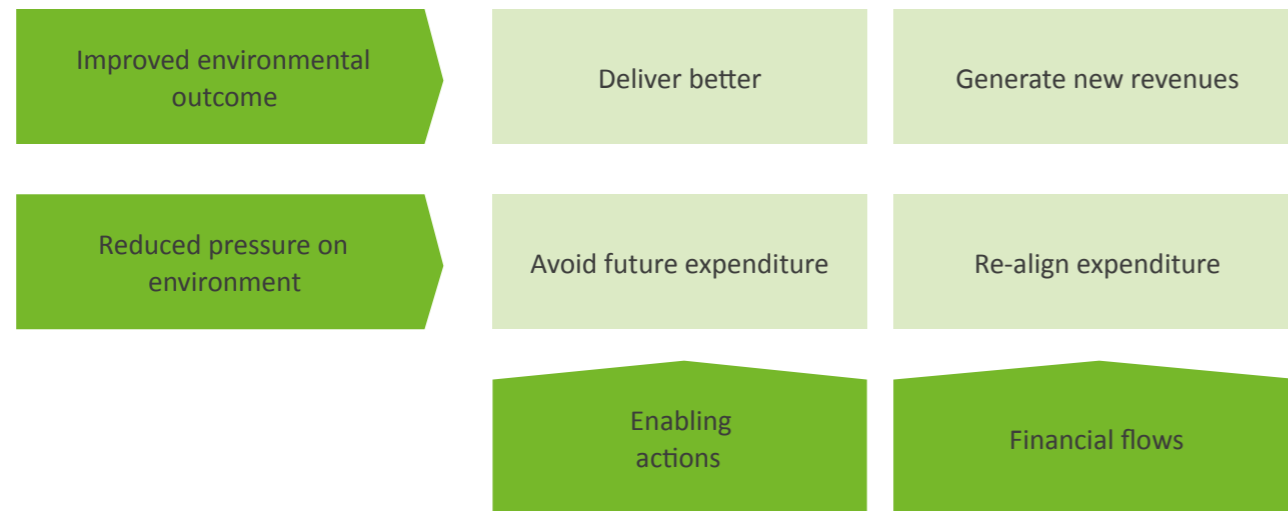 Improved environmental
outcome
Deliver better
Generate new revenues
Reduced pressure on
environment
Avoid future expenditure
Re-align expenditure
Enabling
actions
Financial flows